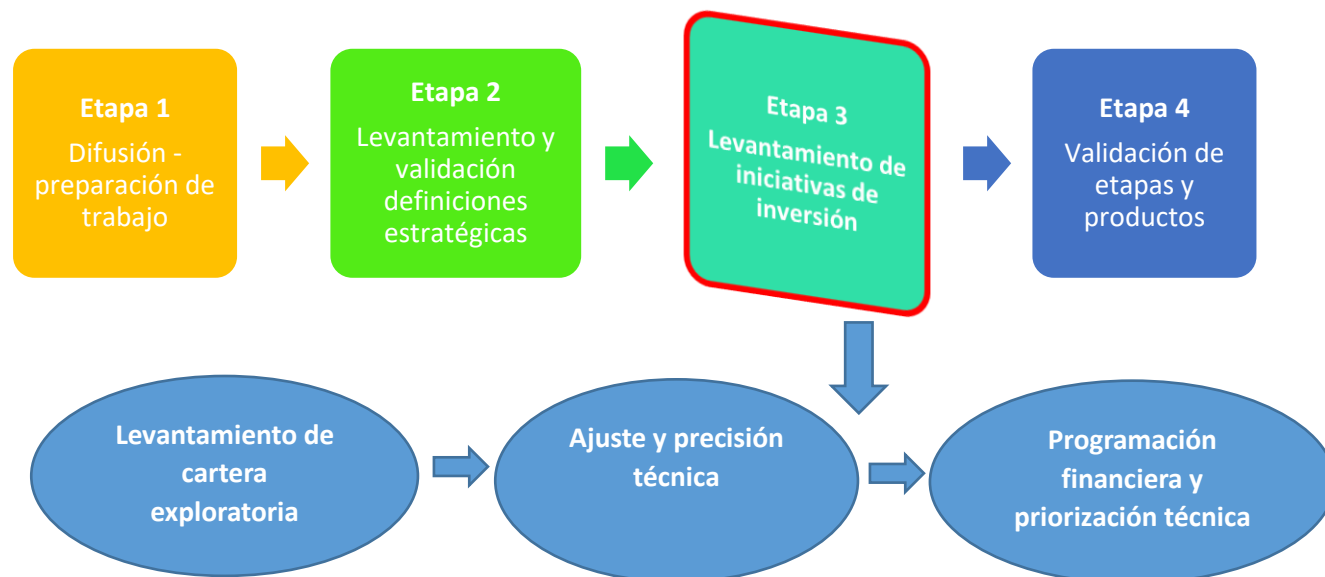 Etapa 1
Difusión -
preparación de
trabajo
Etapa 2
Levantamiento y
validación
definiciones
estratégicas
Etapa 3
Levantamiento de
iniciativas de
inversión
Etapa 4
Validación de
etapas y
productos
Levantamiento de
cartera
exploratoria
Ajuste y precisión
técnica
Programación
financiera y
priorización técnica